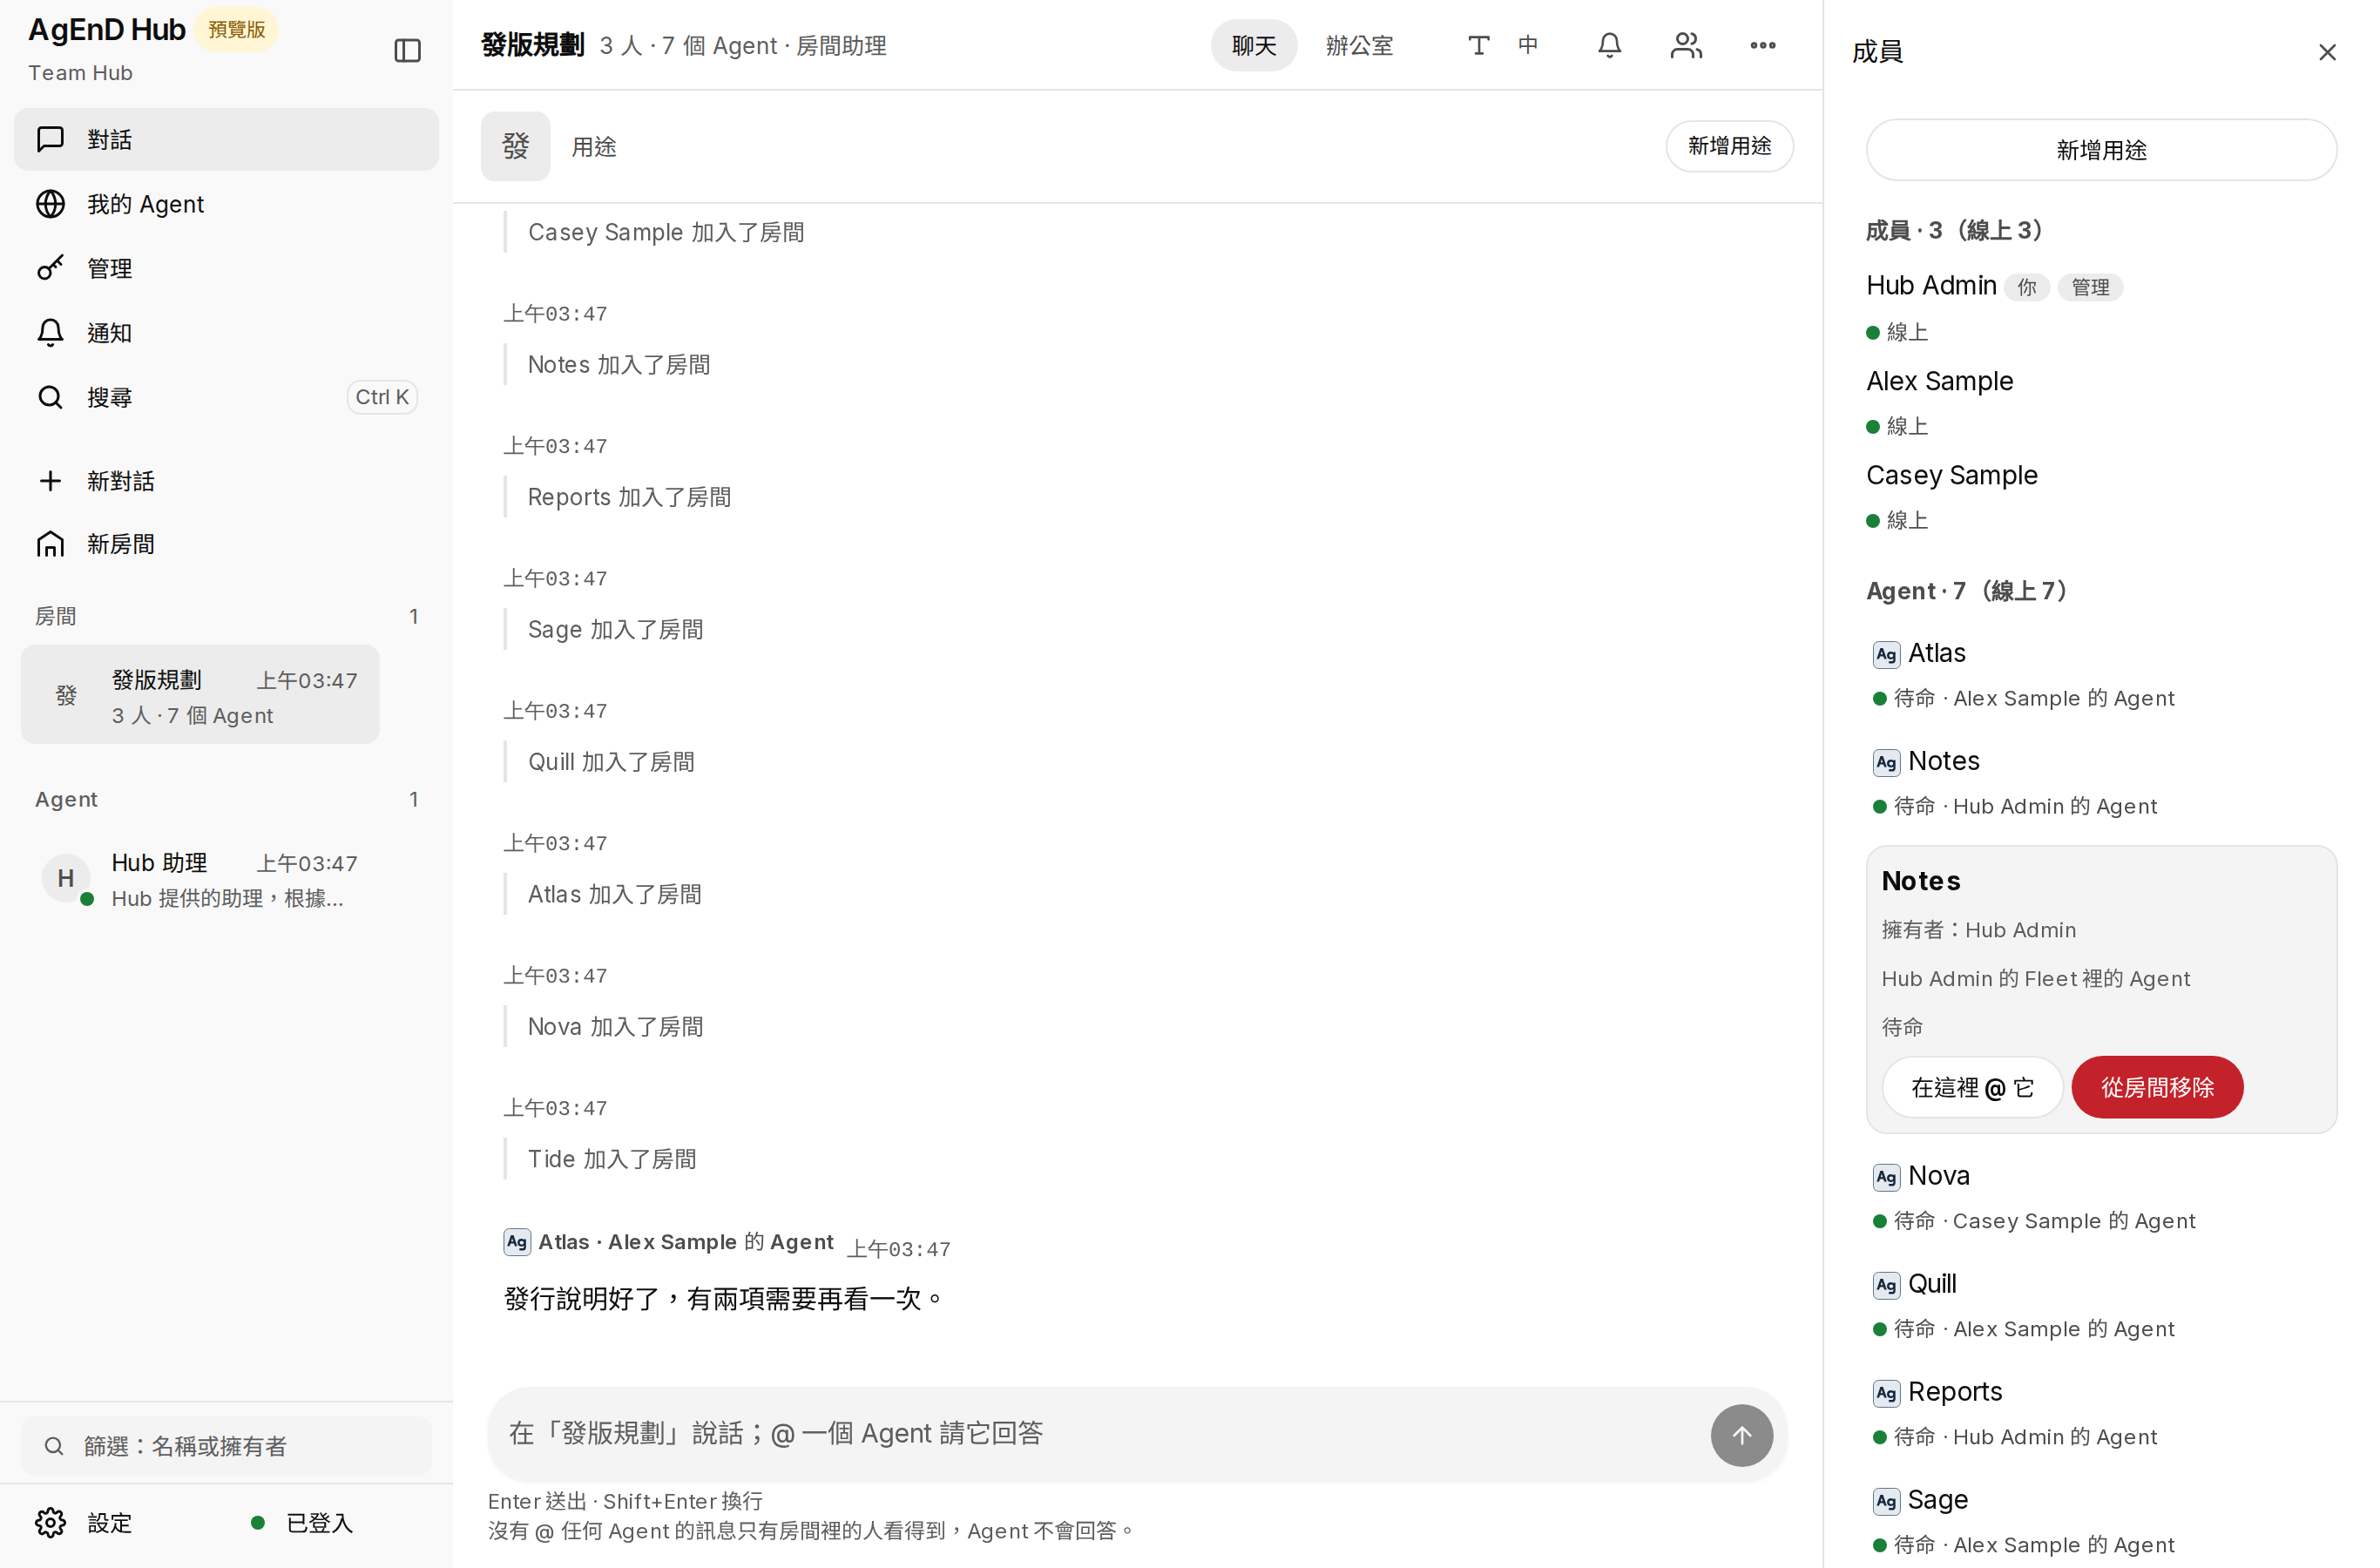 AgEnD Hub 預覽版
Team Hub
對話
我的 Agent
管理
通知
搜尋 Ctrl K
新對話
新房間
房間 1
發 發版規劃 上午03:47
3 人 · 7 個 Agent
Agent 1
H Hub 助理 上午03:47
Hub 提供的助理，根據...
篩選：名稱或擁有者
設定 已登入
發版規劃 3 人 · 7 個 Agent · 房間助理 聊天 辦公室 T 中
發 用途 新增用途
Casey Sample 加入了房間
上午03:47
Notes 加入了房間
上午03:47
Reports 加入了房間
上午03:47
Sage 加入了房間
上午03:47
Quill 加入了房間
上午03:47
Atlas 加入了房間
上午03:47
Nova 加入了房間
上午03:47
Tide 加入了房間
Ag Atlas · Alex Sample 的 Agent 上午03:47
發行說明好了，有兩項需要再看一次。
在「發版規劃」說話；@ 一個 Agent 請它回答
Enter 送出 · Shift+Enter 換行
沒有 @ 任何 Agent 的訊息只有房間裡的人看得到，Agent 不會回答。
成員
新增用途
成員 · 3（線上 3）
Hub Admin 你 管理
線上
Alex Sample
線上
Casey Sample
線上
Agent · 7（線上 7）
Ag Atlas
待命 · Alex Sample 的 Agent
Ag Notes
待命 · Hub Admin 的 Agent
Notes
擁有者：Hub Admin
Hub Admin 的 Fleet 裡的 Agent
待命
在這裡 @ 它 從房間移除
Ag Nova
待命 · Casey Sample 的 Agent
Ag Quill
待命 · Alex Sample 的 Agent
Ag Reports
待命 · Hub Admin 的 Agent
Ag Sage
待命 · Alex Sample 的 Agent